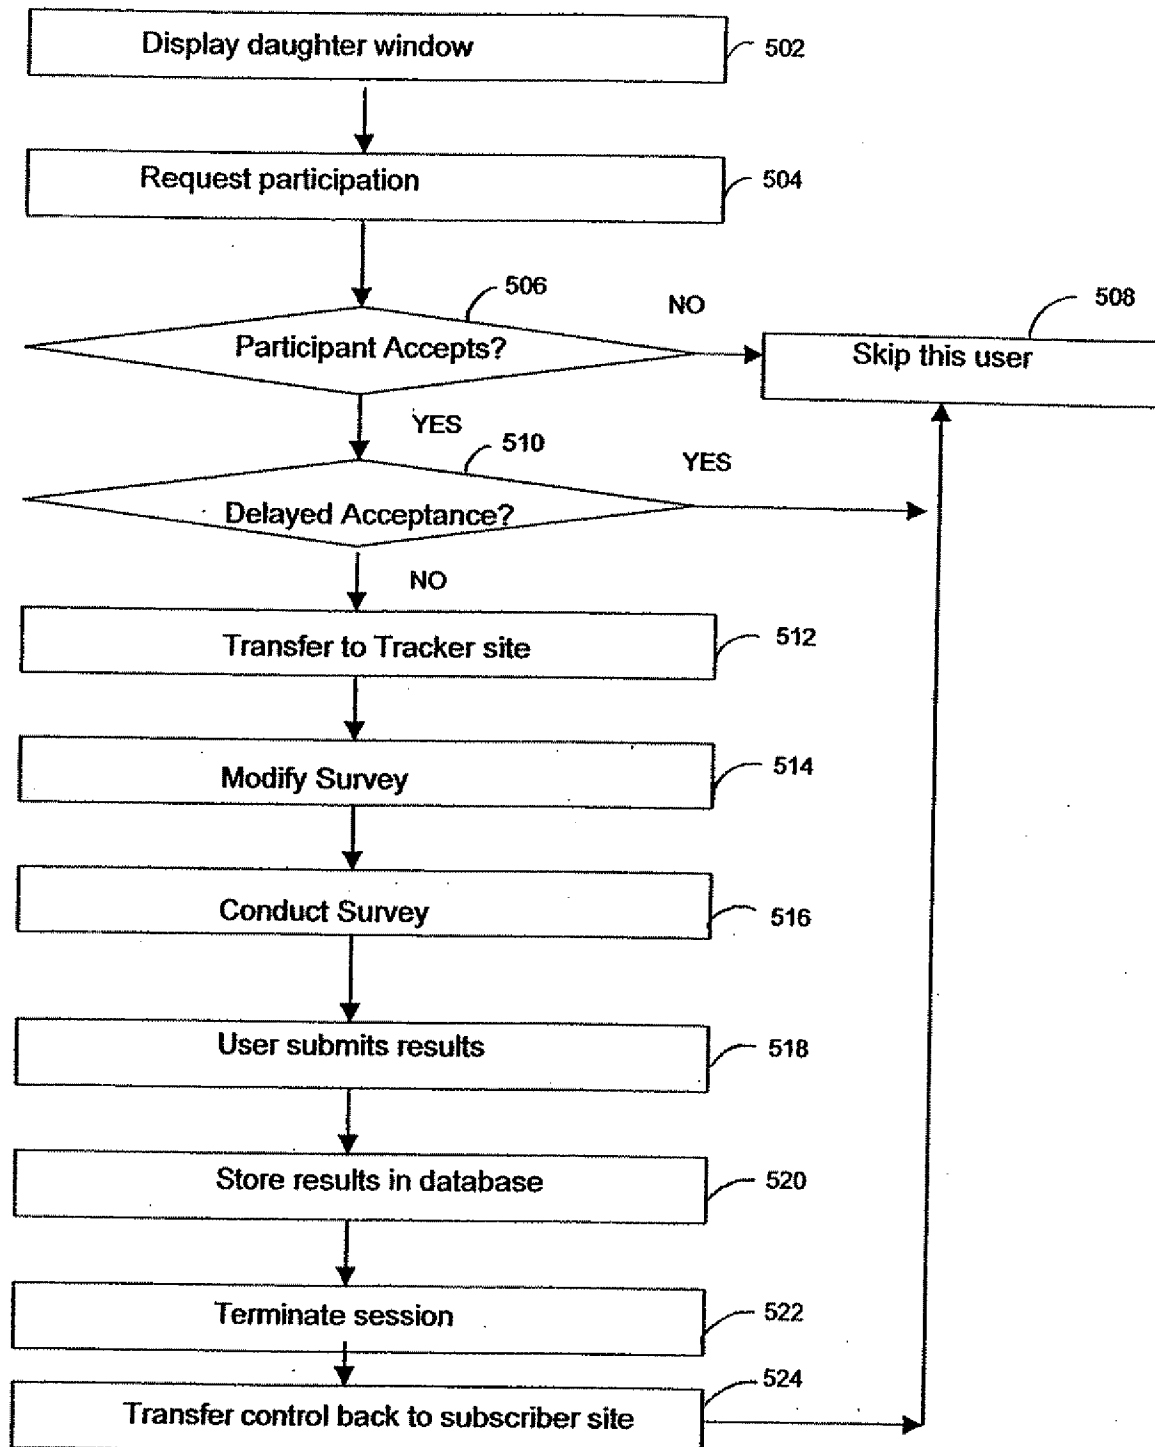 Display daughter window
502
Request participation
504
506
NO
508
Participant Accepts?
Skip this user
YES
510
YES
Delayed Acceptance?
NO
Transfer to Tracker site
512
Modify Survey
514
Conduct Survey
516
User submits results
518
Store results in database
520
Terminate session
522
524
Transfer control back to subscriber site